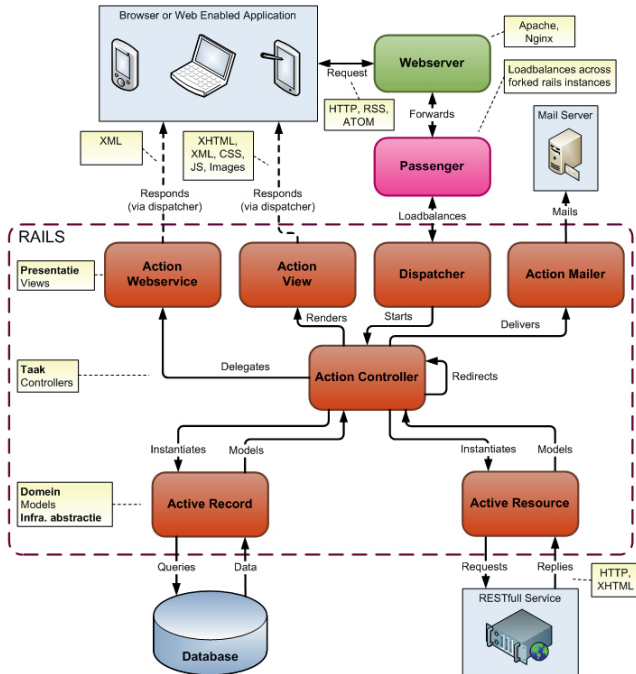 Browser or Web Enabled Application
Webserver
Apache,
Nginx
Request
HTTP, RSS,
ATOM
Loadbalances across
forked rails instances
Forwards
Passenger
Mail Server
XML
XHTML,
XML, CSS,
JS, Images
Responds
(via dispatcher)
Responds
(via dispatcher)
Loadbalances
Mails
RAILS
Presentatie
Views
Action
Webservice
Action
View
Dispatcher
Action Mailer
Renders
Starts
Delivers
Taak
Controllers
Delegates
Action Controller
Redirects
Instantiates
Models
Instantiates
Models
Domein
Models
Infra. abstractie
Active Record
Active Resource
Queries
Data
Requests
Replies
HTTP,
XHTML
RESTfull Service
Database